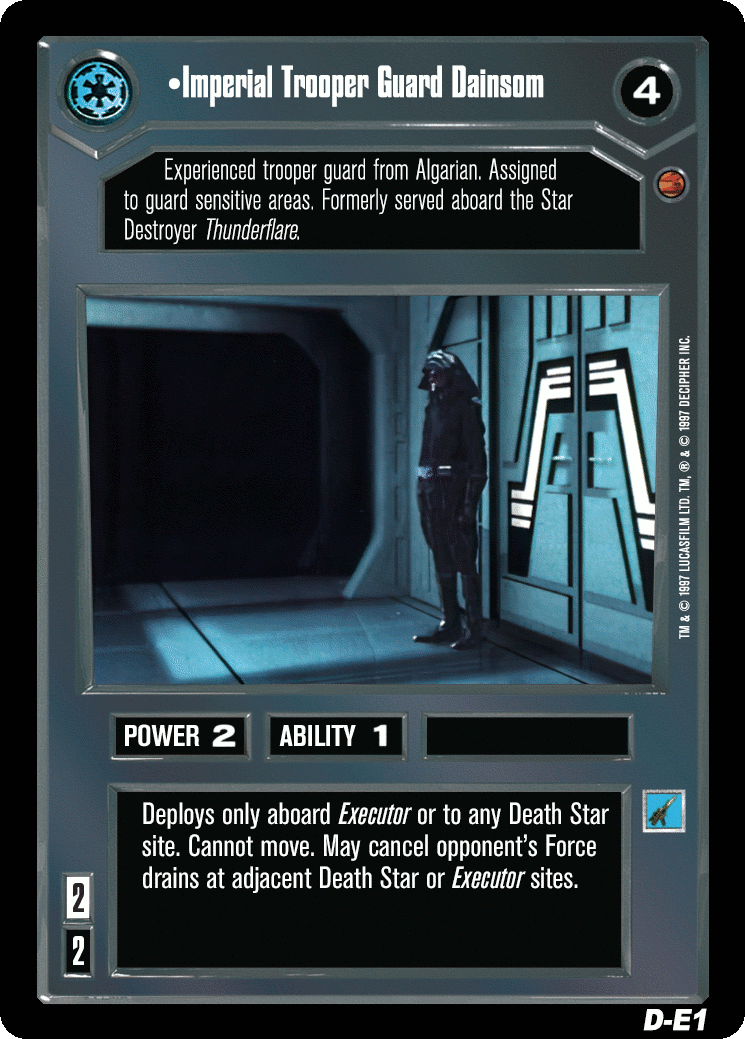 •Imperial Trooper Guard Dainsom
4
Experienced trooper guard from Algarian. Assigned
to guard sensitive areas. Formerly served aboard the Star
Destroyer Thunderflare.
TM & © 1997 LUCASFILM LTD. TM, ® & © 1997 DECIPHER INC.
POWER 2
ABILITY 1
Deploys only aboard Executor or to any Death Star
site. Cannot move. May cancel opponent's Force
drains at adjacent Death Star or Executor sites.
2
2
D-E1